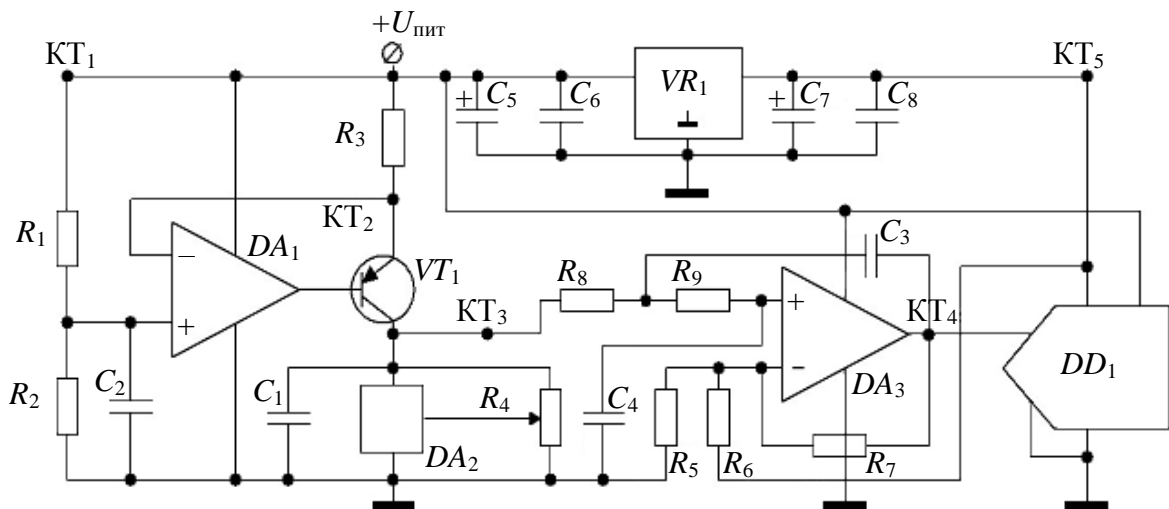 +Uпит
КТ1
КТ5
+ C5
C6
VR1
+ C7
C8
R3
КТ2
R1
−
DA1
VT1
C3
R8
R9
+
КТ3
+
КТ4
C2
C1
R4
C4
−
DA3
DD1
R2
DA2
R5
R6
R7